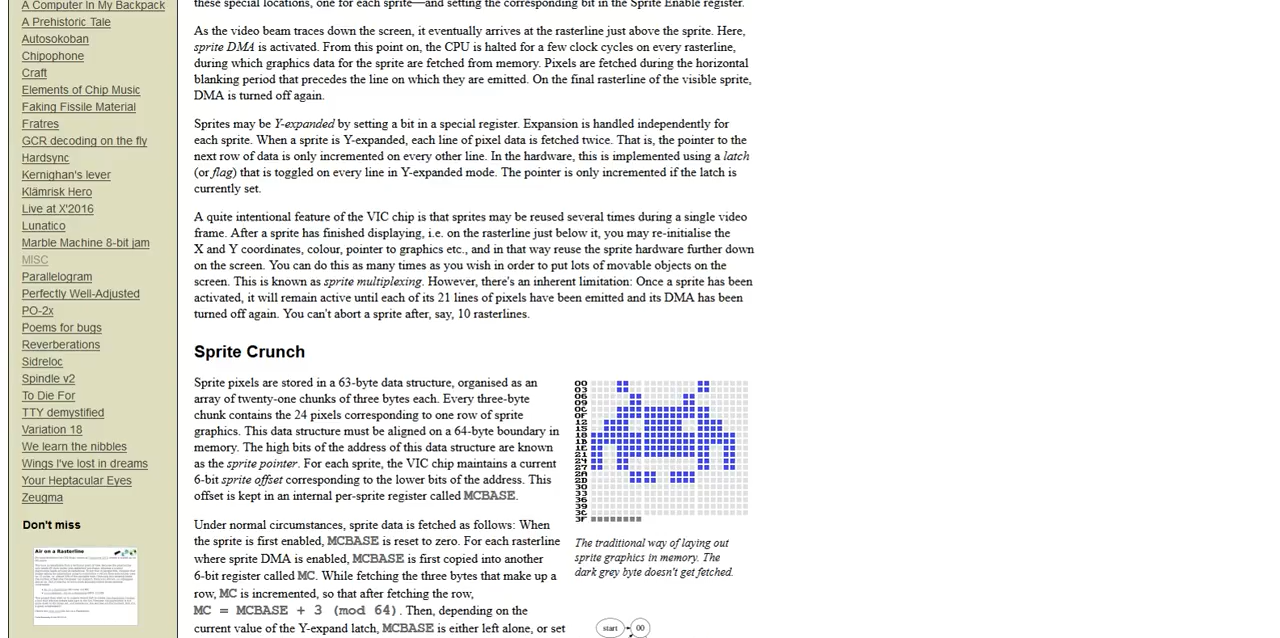 A Computer In My Backpack
A Prehistoric Tale
Autosokoban
Chipophone
Craft
Elements of Chip Music
Faking Fissile Material
Fratres
GCR decoding on the fly
Hardsync
Kernighan's lever
Klämrisk Hero
Live at X'2016
Lunatico
Marble Machine 8-bit jam
MISC
Parallelogram
Perfectly Well-Adjusted
PO-2x
Poems for bugs
Reverberations
Sidreloc
Spindle v2
To Die For
TTY demystified
Variation 18
We learn the nibbles
Wings I've lost in dreams
Your Heptacular Eyes
Zeugma
Don't miss
Air on a Rasterline
these special locations, one for each sprite—and setting the corresponding bit in the Sprite Enable register.
As the video beam traces down the screen, it eventually arrives at the rasterline just above the sprite. Here,
sprite DMA is activated. From this point on, the CPU is halted for a few clock cycles on every rasterline,
during which graphics data for the sprite are fetched from memory. Pixels are fetched during the horizontal
blanking period that precedes the line on which they are emitted. On the final rasterline of the visible sprite,
DMA is turned off again.
Sprites may be Y-expanded by setting a bit in a special register. Expansion is handled independently for
each sprite. When a sprite is Y-expanded, each line of pixel data is fetched twice. That is, the pointer to the
next row of data is only incremented on every other line. In the hardware, this is implemented using a latch
(or flag) that is toggled on every line in Y-expanded mode. The pointer is only incremented if the latch is
currently set.
A quite intentional feature of the VIC chip is that sprites may be reused several times during a single video
frame. After a sprite has finished displaying, i.e. on the rasterline just below it, you may re-initialise the
X and Y coordinates, colour, pointer to graphics etc., and in that way reuse the sprite hardware further down
on the screen. You can do this as many times as you wish in order to put lots of movable objects on the
screen. This is known as sprite multiplexing. However, there's an inherent limitation: Once a sprite has been
activated, it will remain active until each of its 21 lines of pixels have been emitted and its DMA has been
turned off again. You can't abort a sprite after, say, 10 rasterlines.
Sprite Crunch
Sprite pixels are stored in a 63-byte data structure, organised as an
array of twenty-one chunks of three bytes each. Every three-byte
chunk contains the 24 pixels corresponding to one row of sprite
graphics. This data structure must be aligned on a 64-byte boundary in
memory. The high bits of the address of this data structure are known
as the sprite pointer. For each sprite, the VIC chip maintains a current
6-bit sprite offset corresponding to the lower bits of the address. This
offset is kept in an internal per-sprite register called MCBASE.
Under normal circumstances, sprite data is fetched as follows: When
the sprite is first enabled, MCBASE is reset to zero. For each rasterline
where sprite DMA is enabled, MCBASE is first copied into another
6-bit register called MC. While fetching the three bytes that make up a
row, MC is incremented, so that after fetching the row,
MC = MCBASE + 3 (mod 64). Then, depending on the
current value of the Y-expand latch, MCBASE is either left alone, or set
00
03
06
09
0C
0F
12
15
18
1B
1E
21
24
27
2A
2D
30
33
36
39
3C
3F
The traditional way of laying out
sprite graphics in memory. The
dark grey byte doesn't get fetched.
start 00